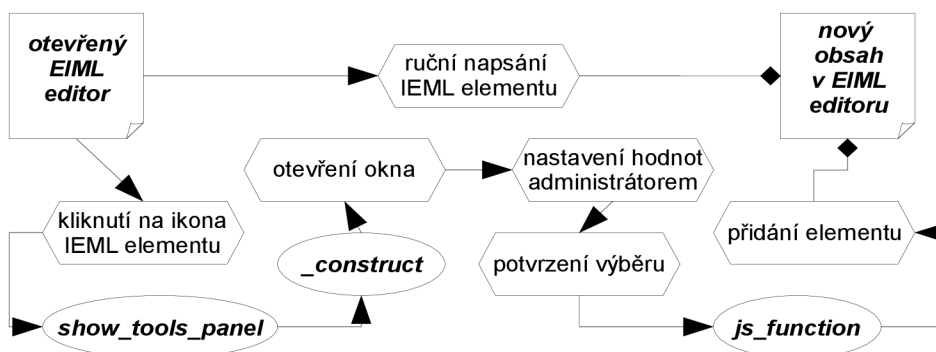 otevřený
EIML
editor
ruční napsání
IEML elementu
nový
obsah
v EIML
editoru
otevření okna
nastavení hodnot
administrátorem
kliknutí na ikona
IEML elementu
_construct
potvrzení výběru
přidání elementu
show_tools_panel
js_function